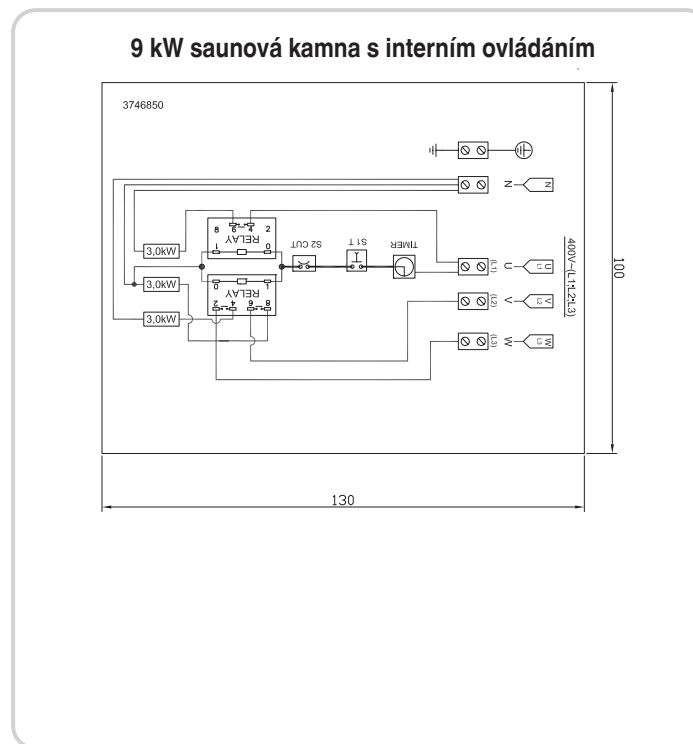 9 kW saunová kamna s interním ovládáním
3746850
N N
8 6 4 2
RELAY
1 0
3,0kW
S2 CUT
S1 T
TIMER
(L1) U U L1
400V~(L1;L2;L3)
100
3,0kW
0 1
RELAY
2 4 6 8
(L2) V V L2
3,0kW
(L3) W W L3
130